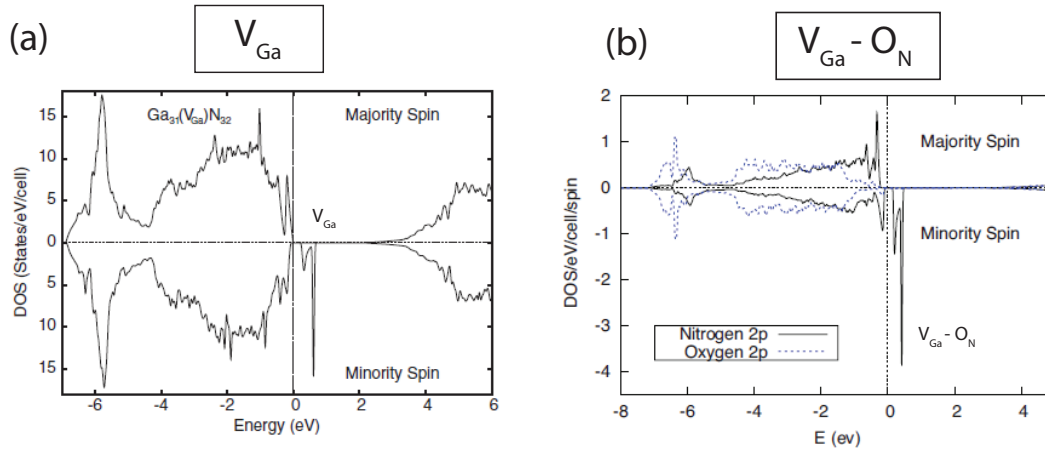 (a)
V_Ga
DOS (States/eV/cell)
15
10
5
0
5
10
15
Ga31(VGa)N32
Majority Spin
VGa
Minority Spin
-6
-4
-2
0
2
4
6
Energy (eV)
(b)
VGa - ON
DOS/eV/cell/spin
2
1
0
-1
-2
-3
-4
Majority Spin
Minority Spin
Nitrogen 2p
Oxygen 2p
VGa - ON
-8
-6
-4
-2
0
2
4
E (ev)